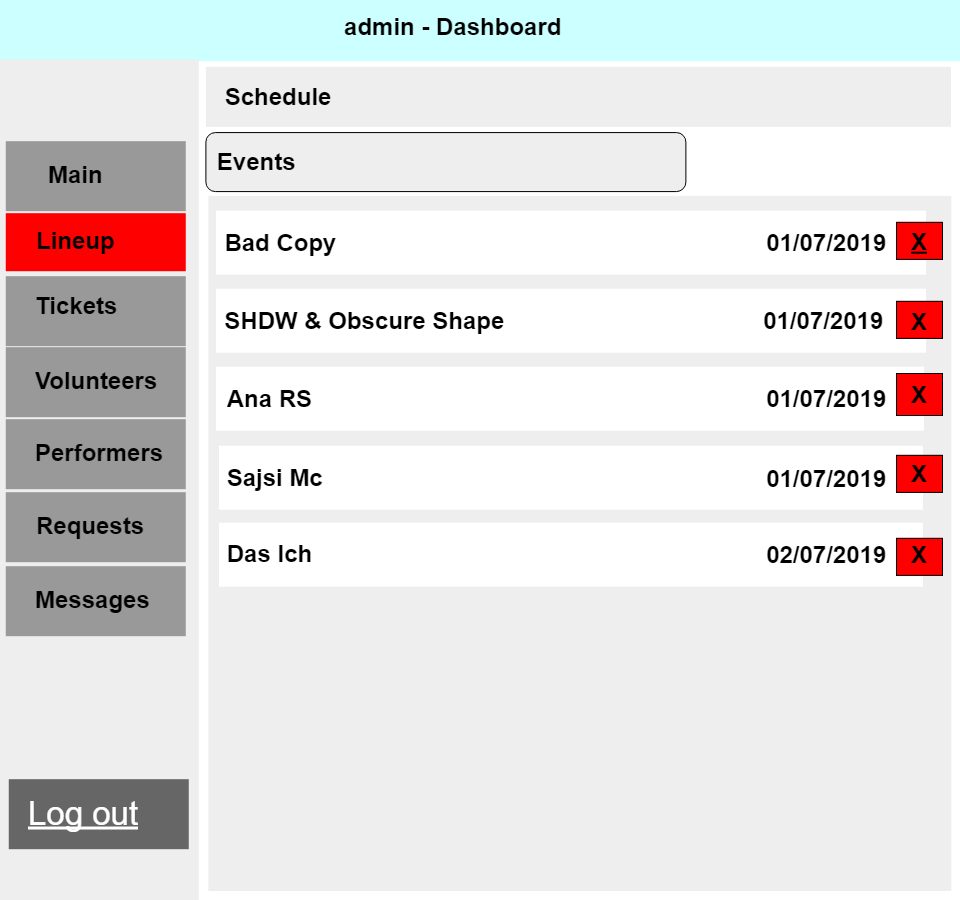 admin - Dashboard
Schedule
Events
Main
Lineup
Tickets
Volunteers
Performers
Requests
Messages
Log out
Bad Copy 01/07/2019 X
SHDW & Obscure Shape 01/07/2019 X
Ana RS 01/07/2019 X
Sajsi Mc 01/07/2019 X
Das Ich 02/07/2019 X